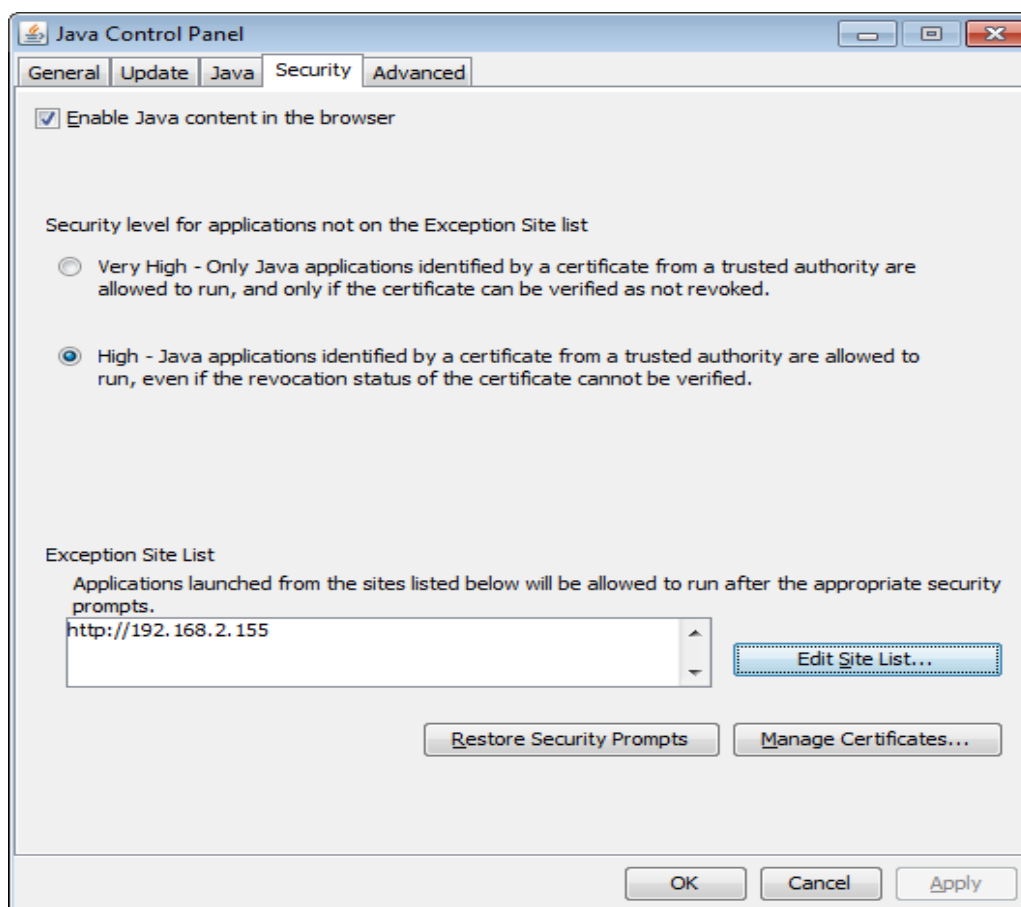 Java Control Panel
General Update Java Security Advanced
Enable Java content in the browser
Security level for applications not on the Exception Site list
Very High - Only Java applications identified by a certificate from a trusted authority are
allowed to run, and only if the certificate can be verified as not revoked.
High - Java applications identified by a certificate from a trusted authority are allowed to
run, even if the revocation status of the certificate cannot be verified.
Exception Site List
Applications launched from the sites listed below will be allowed to run after the appropriate security
prompts.
http://192.168.2.155
Edit Site List...
Restore Security Prompts Manage Certificates...
OK Cancel Apply